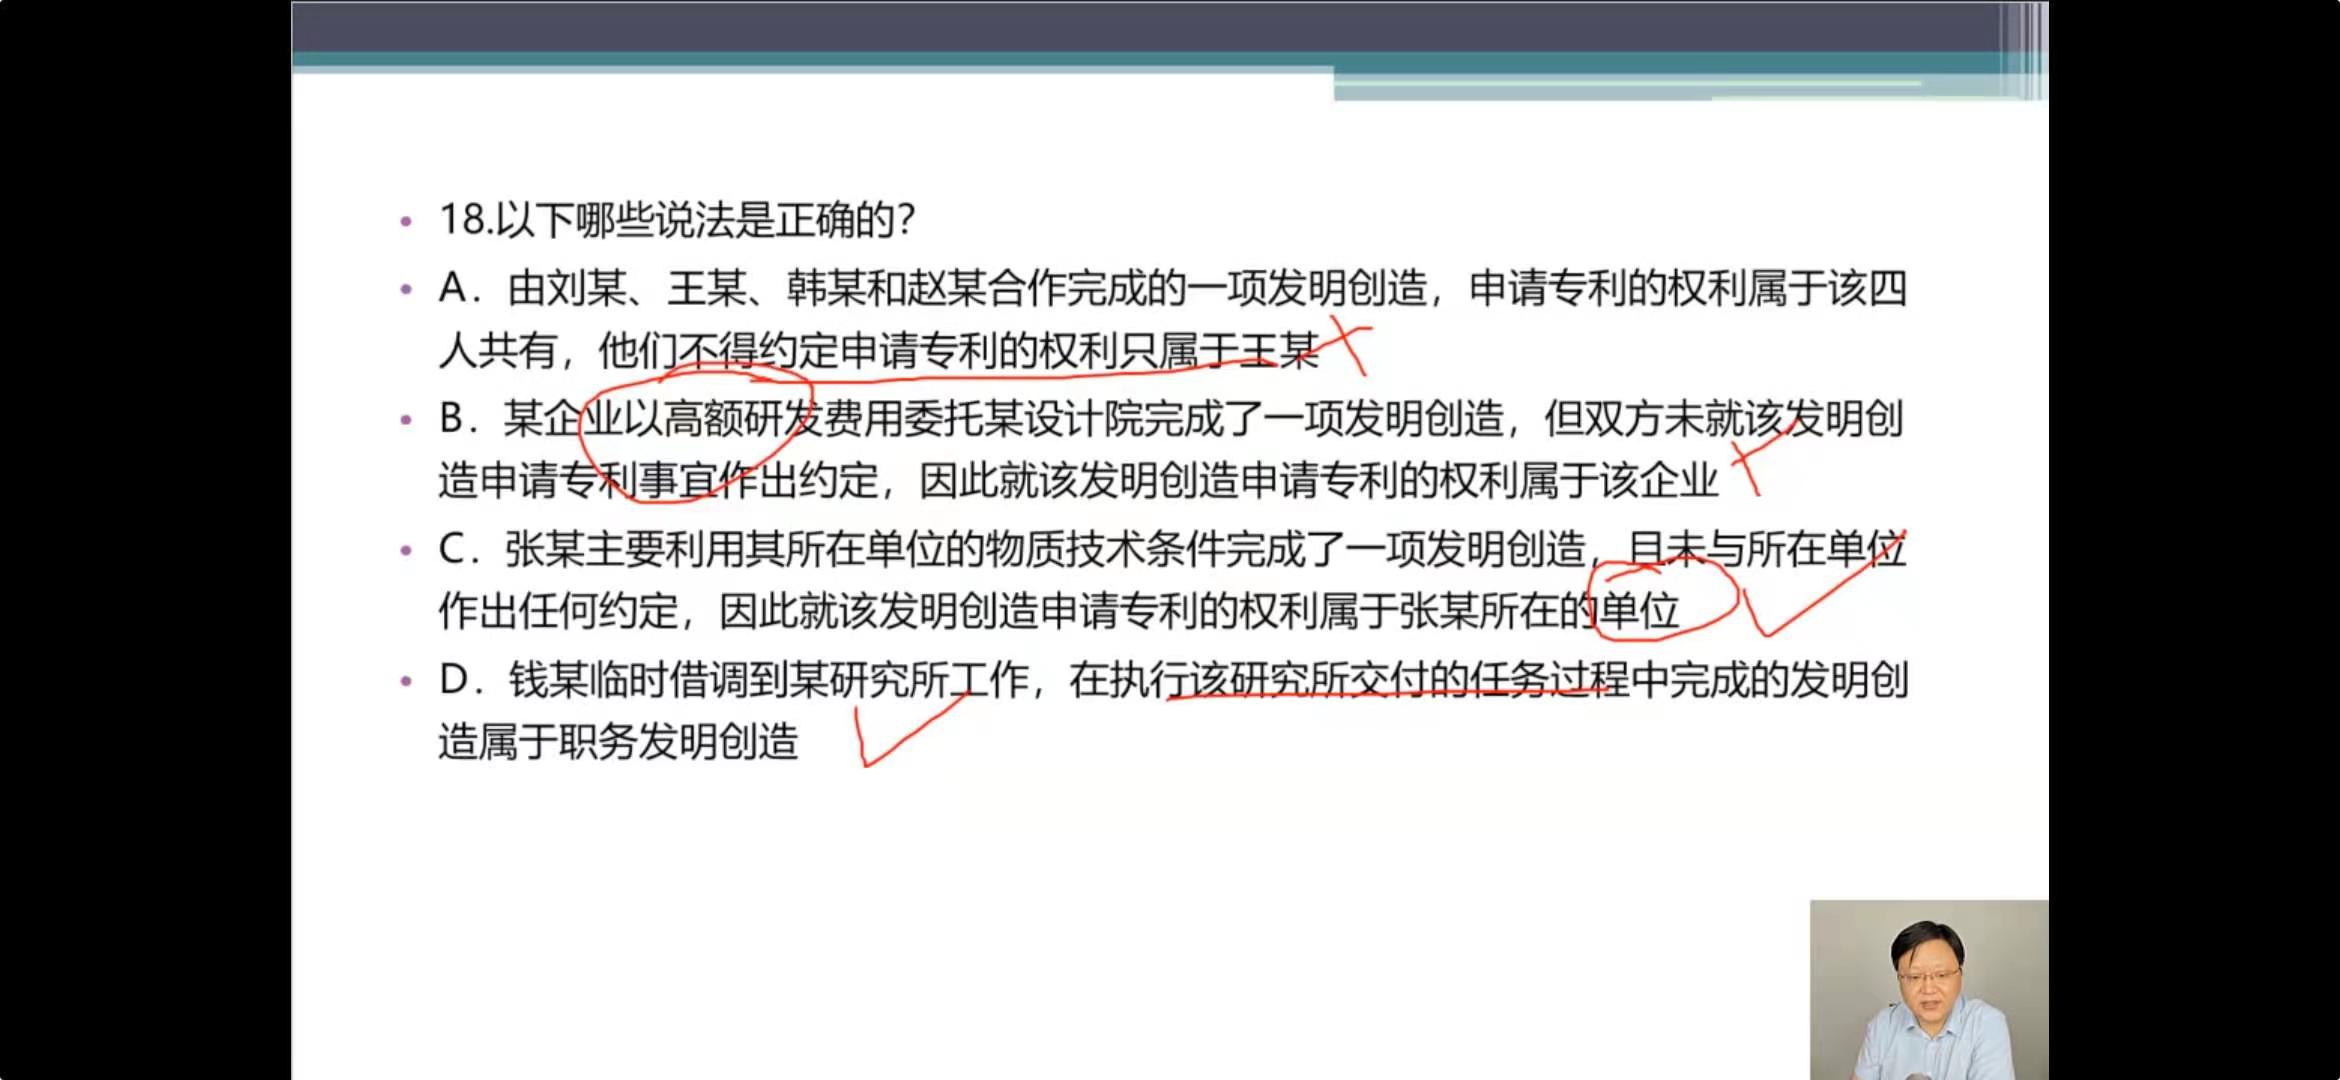 18.以下哪些说法是正确的?
A. 由刘某、王某、韩某和赵某合作完成的一项发明创造，申请专利的权利属于该四
人共有，他们不得约定申请专利的权利只属于王某
B. 某企业以高额研发费用委托某设计院完成了一项发明创造，但双方未就该发明创
造申请专利事宜作出约定，因此就该发明创造申请专利的权利属于该企业
C. 张某主要利用其所在单位的物质技术条件完成了一项发明创造，且未与所在单位
作出任何约定，因此就该发明创造申请专利的权利属于张某所在的单位
D. 钱某临时借调到某研究所工作，在执行该研究所交付的任务过程中完成的发明创
造属于职务发明创造